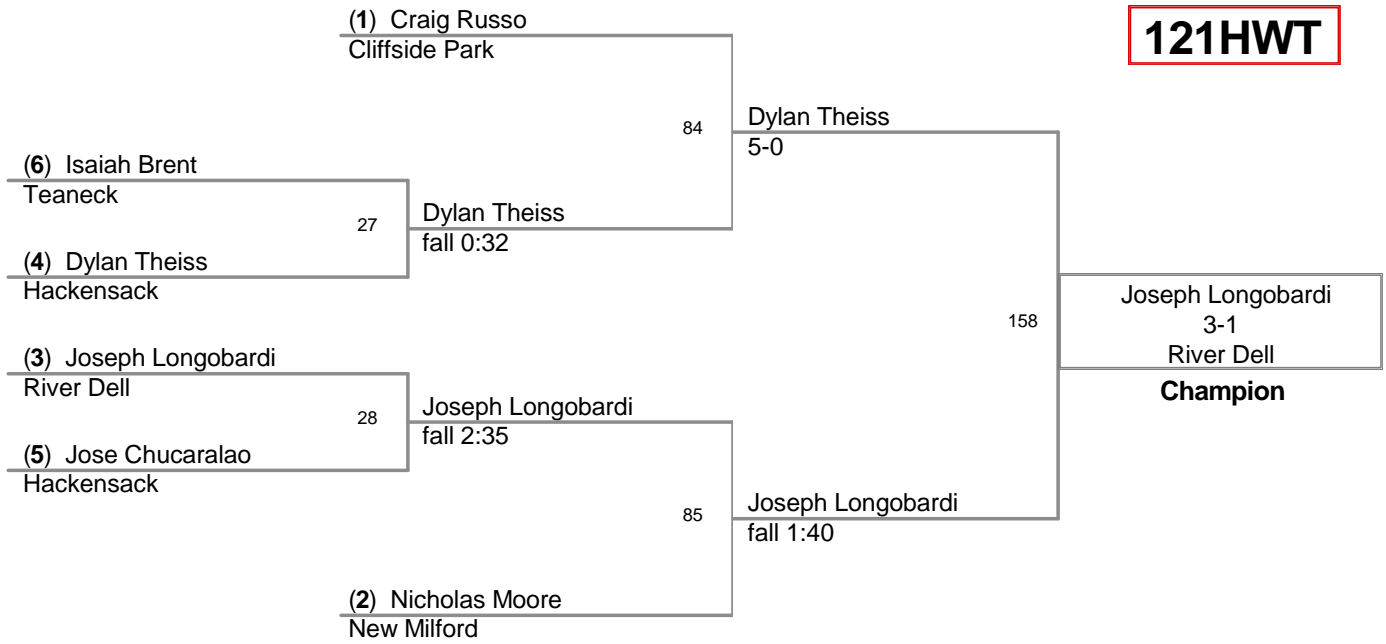 (1) Craig Russo
Cliffside Park
121HWT
84
Dylan Theiss
5-0
(6) Isaiah Brent
Teaneck
27
Dylan Theiss
fall 0:32
(4) Dylan Theiss
Hackensack
158
Joseph Longobardi
3-1
River Dell
Champion
(3) Joseph Longobardi
River Dell
28
Joseph Longobardi
fall 2:35
(5) Jose Chucaralao
Hackensack
85
Joseph Longobardi
fall 1:40
(2) Nicholas Moore
New Milford